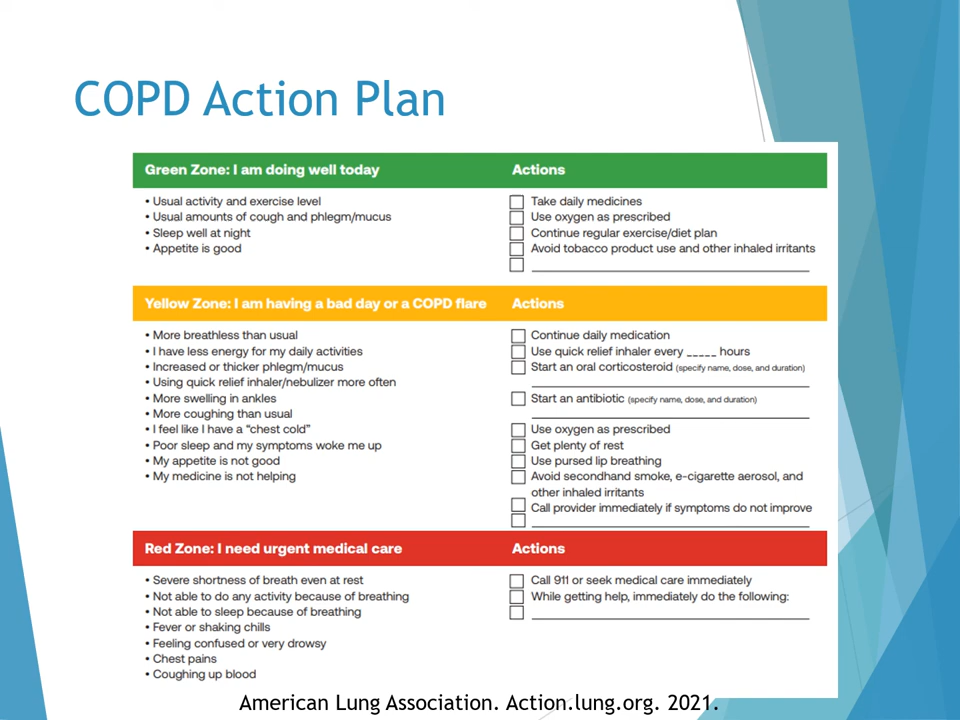 COPD Action Plan
Green Zone: I am doing well today
Actions
• Usual activity and exercise level
• Usual amounts of cough and phlegm/mucus
• Sleep well at night
• Appetite is good
Take daily medicines
Use oxygen as prescribed
Continue regular exercise/diet plan
Avoid tobacco product use and other inhaled irritants
Yellow Zone: I am having a bad day or a COPD flare
Actions
• More breathless than usual
• I have less energy for my daily activities
• Increased or thicker phlegm/mucus
• Using quick relief inhaler/nebulizer more often
• More swelling in ankles
• More coughing than usual
• I feel like I have a “chest cold”
• Poor sleep and my symptoms woke me up
• My appetite is not good
• My medicine is not helping
Continue daily medication
Use quick relief inhaler every _____ hours
Start an oral corticosteroid (specify name, dose, and duration)
Start an antibiotic (specify name, dose, and duration)
Use oxygen as prescribed
Get plenty of rest
Use pursed lip breathing
Avoid secondhand smoke, e-cigarette aerosol, and
other inhaled irritants
Call provider immediately if symptoms do not improve
Red Zone: I need urgent medical care
Actions
• Severe shortness of breath even at rest
• Not able to do any activity because of breathing
• Not able to sleep because of breathing
• Fever or shaking chills
• Feeling confused or very drowsy
• Chest pains
• Coughing up blood
Call 911 or seek medical care immediately
While getting help, immediately do the following:
American Lung Association. Action.lung.org. 2021.